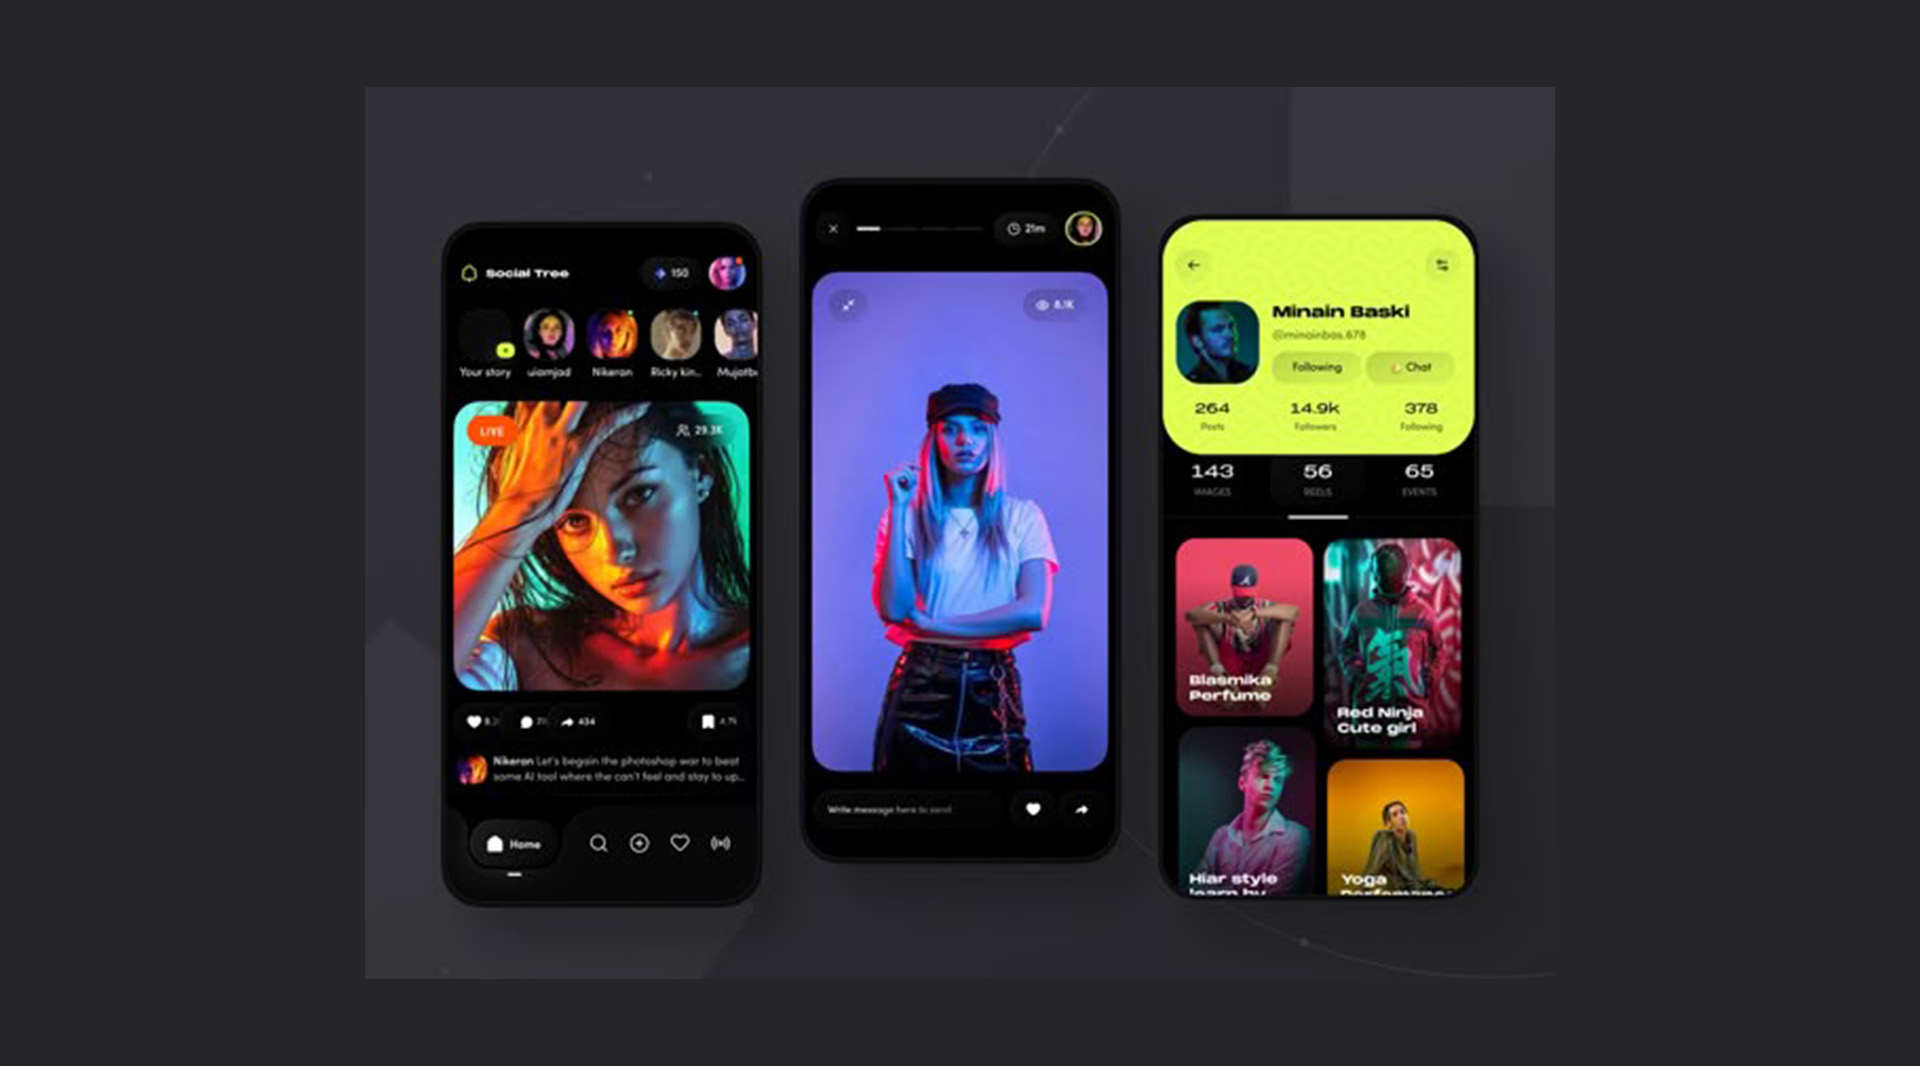 Social Tree
150
Your story
uiamjad
Nikeran
Ricky kin...
LIVE
29.3K
434
Nikeran Let's begain the photoshop war to beat
some AI tool where the can't feel and stay to up...
Home
21m
8.1K
Write message here to send
Minain Baski
@minainbas.678
Following
Chat
264
14.9k
378
Posts
Followers
Following
143
56
65
IMAGES
REELS
EVENTS
Blasmika
Perfume
Red Ninja
Cute girl
Hiar style
learn by
Yoga